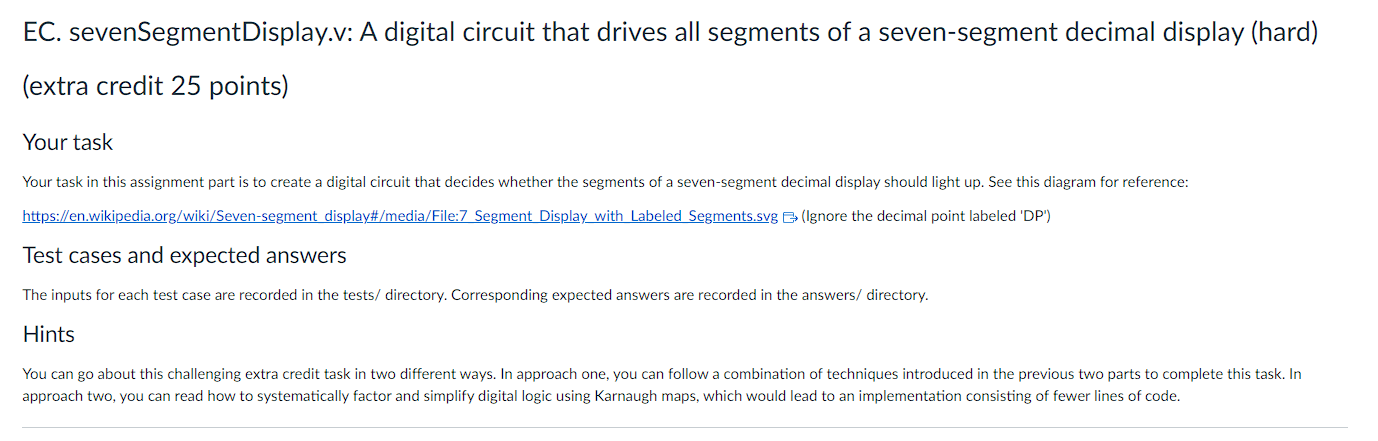 EC. sevenSegmentDisplay.v: A digital circuit that drives all segments of a seven-segment decimal display (hard)
(extra credit 25 points)
Your task
Your task in this assignment part is to create a digital circuit that decides whether the segments of a seven-segment decimal display should light up. See this diagram for reference:
https://en.wikipedia.org/wiki/Seven-segment_display#/media/File:7_Segment_Display_with_Labeled_Segments.svg (Ignore the decimal point labeled 'DP')
Test cases and expected answers
The inputs for each test case are recorded in the tests/ directory. Corresponding expected answers are recorded in the answers/ directory.
Hints
You can go about this challenging extra credit task in two different ways. In approach one, you can follow a combination of techniques introduced in the previous two parts to complete this task. In
approach two, you can read how to systematically factor and simplify digital logic using Karnaugh maps, which would lead to an implementation consisting of fewer lines of code.